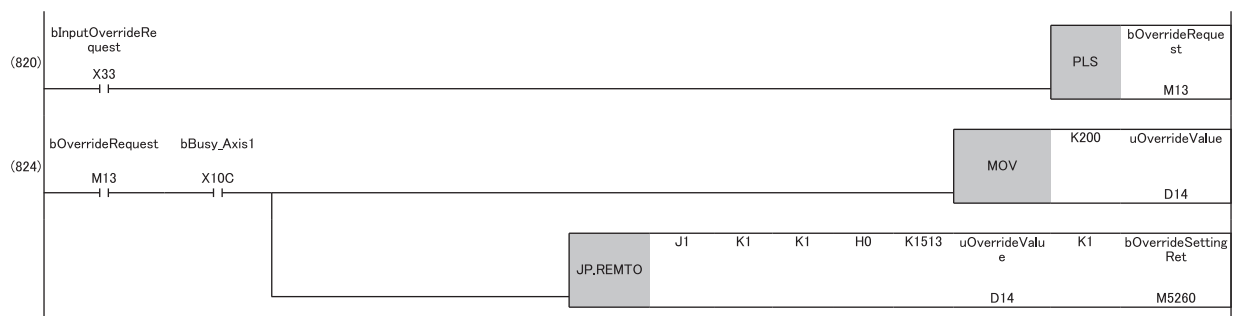 bInputOverrideRe
quest
bOverrideReque
st
(820)
X33
PLS
M13
bOverrideRequest
bBusy_Axis1
K200
uOverrideValue
(824)
M13
X10C
MOV
D14
J1
K1
K1
H0
K1513
uOverrideValu
e
K1
bOverrideSetting
Ret
JP.REMTO
D14
M5260